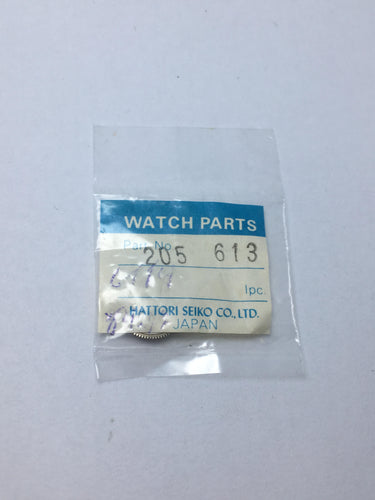 WATCH PARTS
Part No.
205 613
1pc.
HATTORI SEIKO CO., LTD.
JAPAN